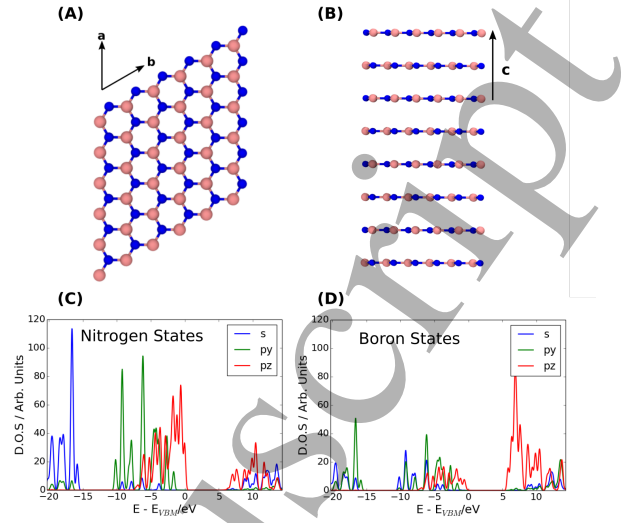 (A)
a
b
(B)
c
(C)
Nitrogen States
s
py
pz
D.O.S / Arb. Units
0
20
40
60
80
100
120
−20
−15
−10
−5
0
5
10
E - E_VBM/eV
(D)
Boron States
s
py
pz
D.O.S / Arb. Units
0
20
40
60
80
100
120
−20
−15
−10
−5
0
5
10
E - E_VBM/eV
script